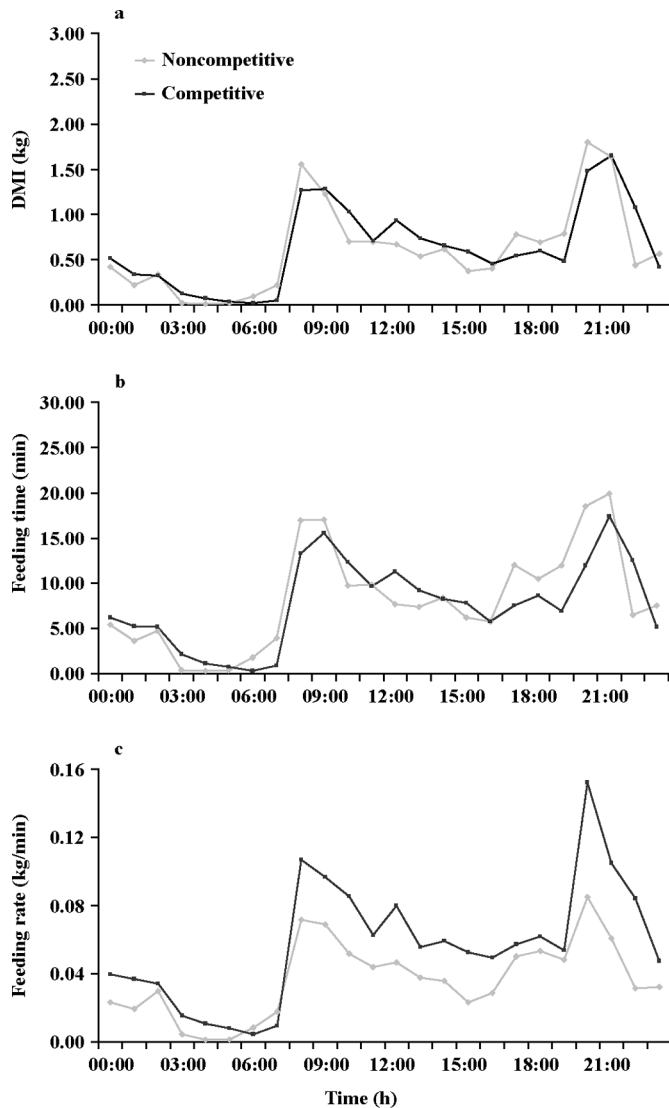 a
3.00
Noncompetitive
2.50
Competitive
2.00
1.50
1.00
0.50
0.00
DMI (kg)
00:00 03:00 06:00 09:00 12:00 15:00 18:00 21:00
b
30.00
25.00
20.00
15.00
10.00
5.00
0.00
Feeding time (min)
00:00 03:00 06:00 09:00 12:00 15:00 18:00 21:00
c
0.16
0.12
0.08
0.04
0.00
Feeding rate (kg/min)
00:00 03:00 06:00 09:00 12:00 15:00 18:00 21:00
Time (h)